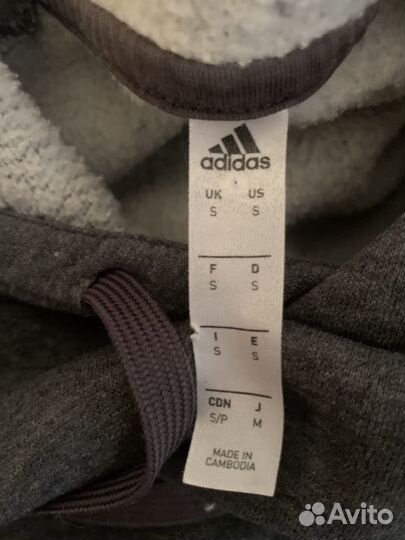 adidas
UK US
S S
F D
S S
I E
S S
CDN J
S/P M
MADE IN
CAMBODIA
Avito